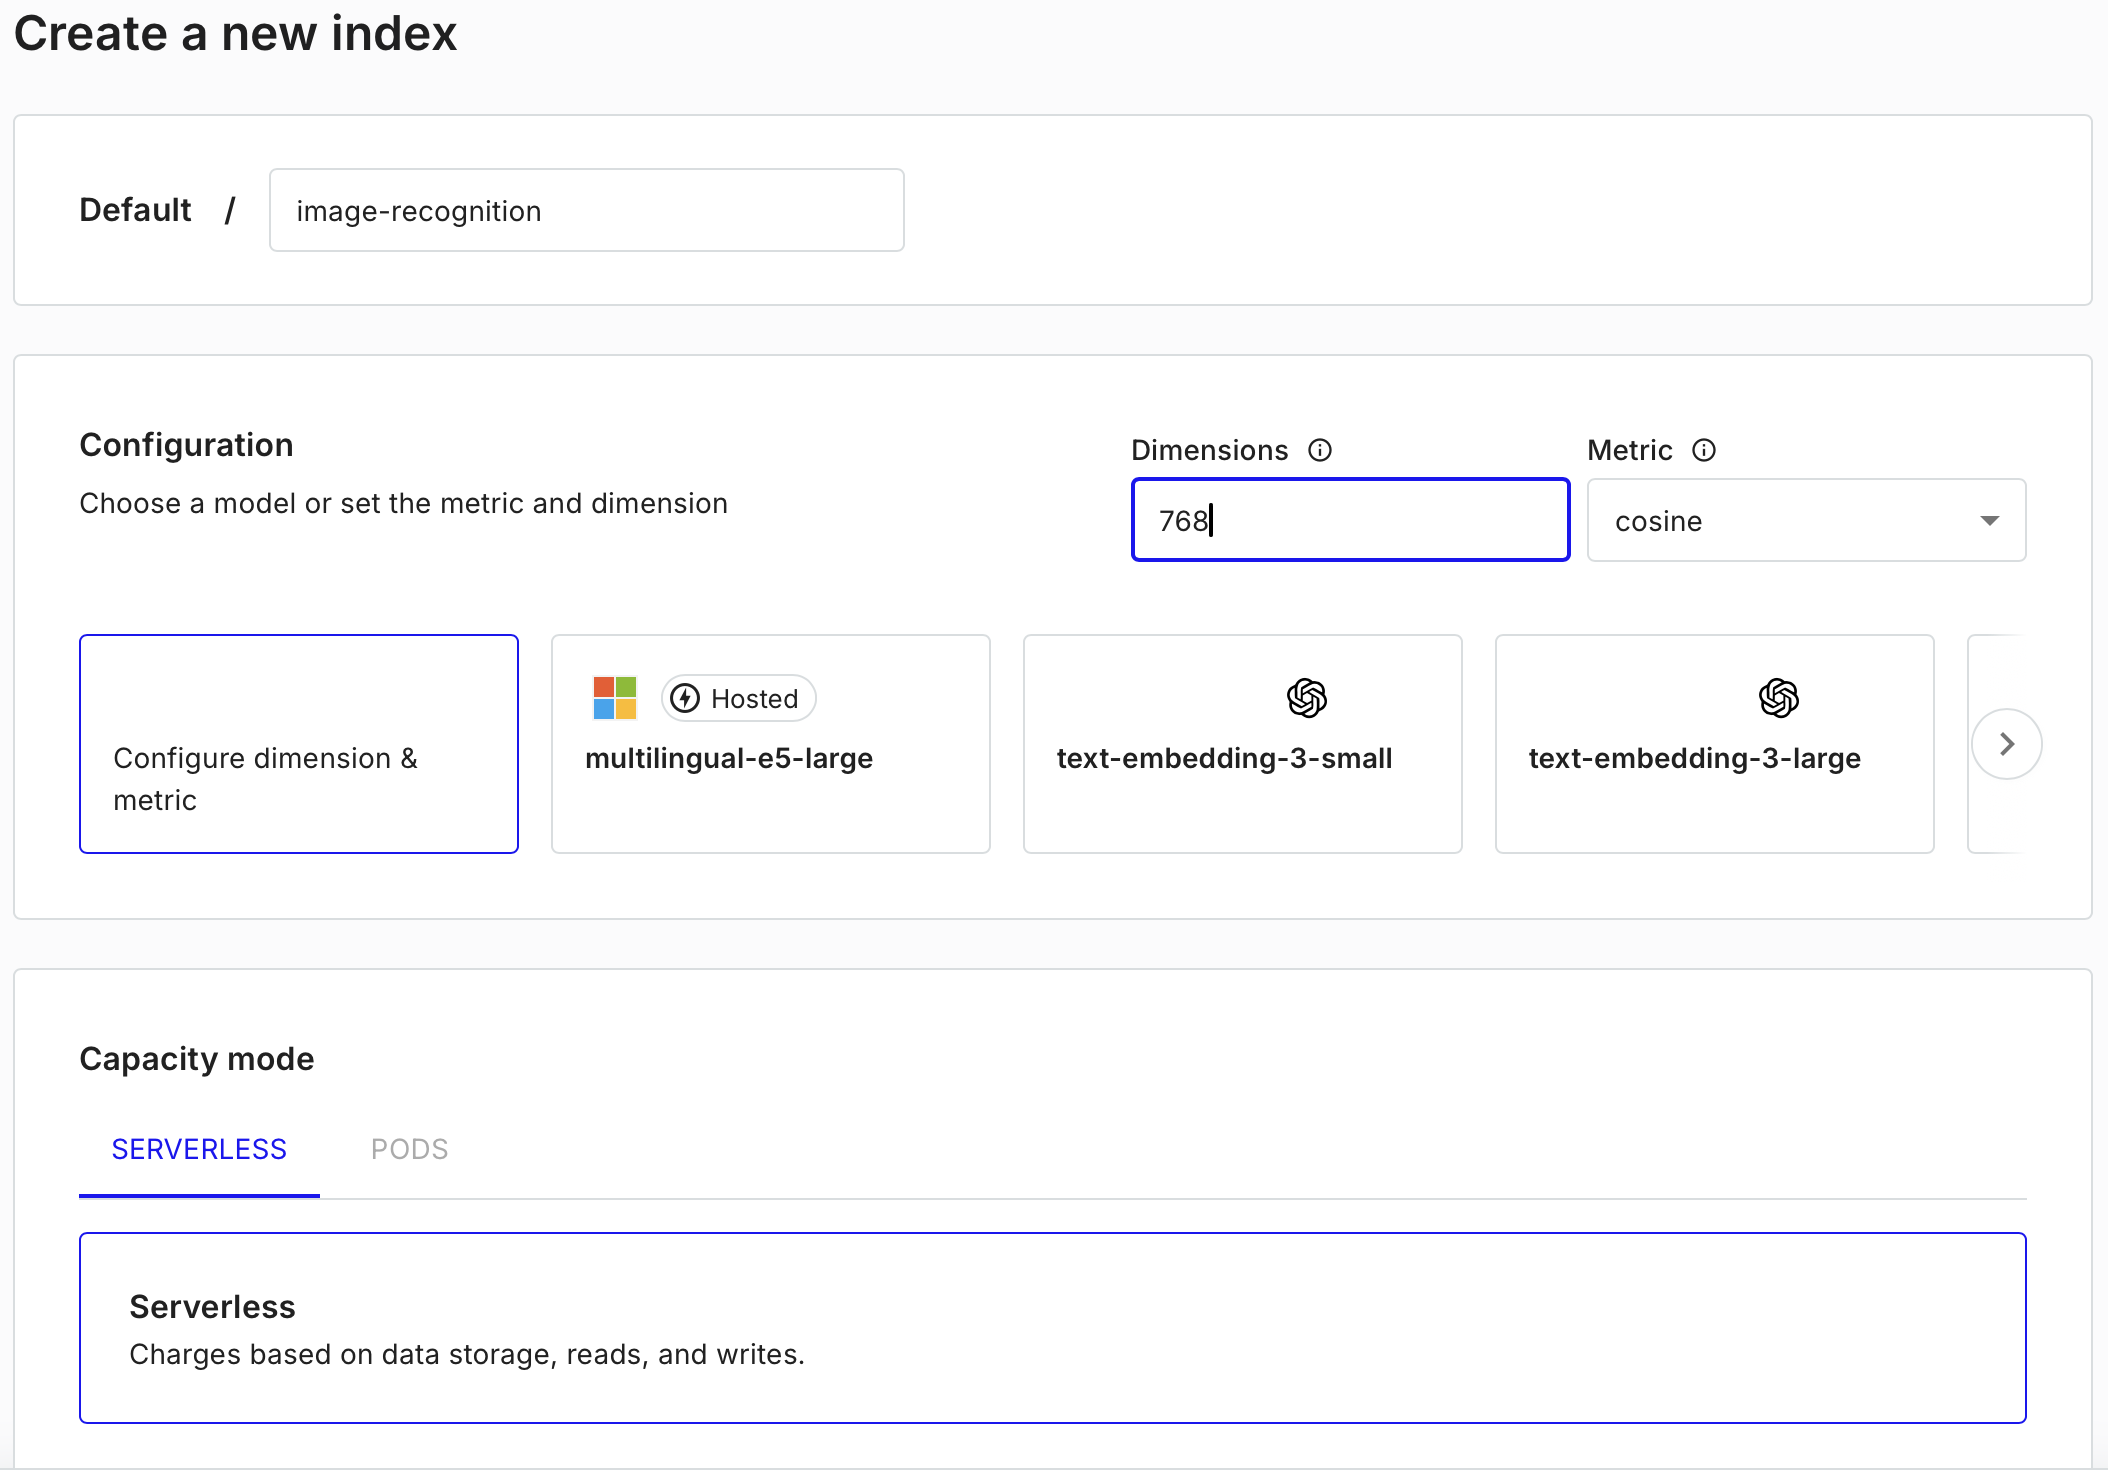 Create a new index
Default / image-recognition
Configuration
Choose a model or set the metric and dimension
Dimensions
768
Metric
cosine
Configure dimension &
metric
Hosted
multilingual-e5-large
text-embedding-3-small
text-embedding-3-large
Capacity mode
SERVERLESS PODS
Serverless
Charges based on data storage, reads, and writes.